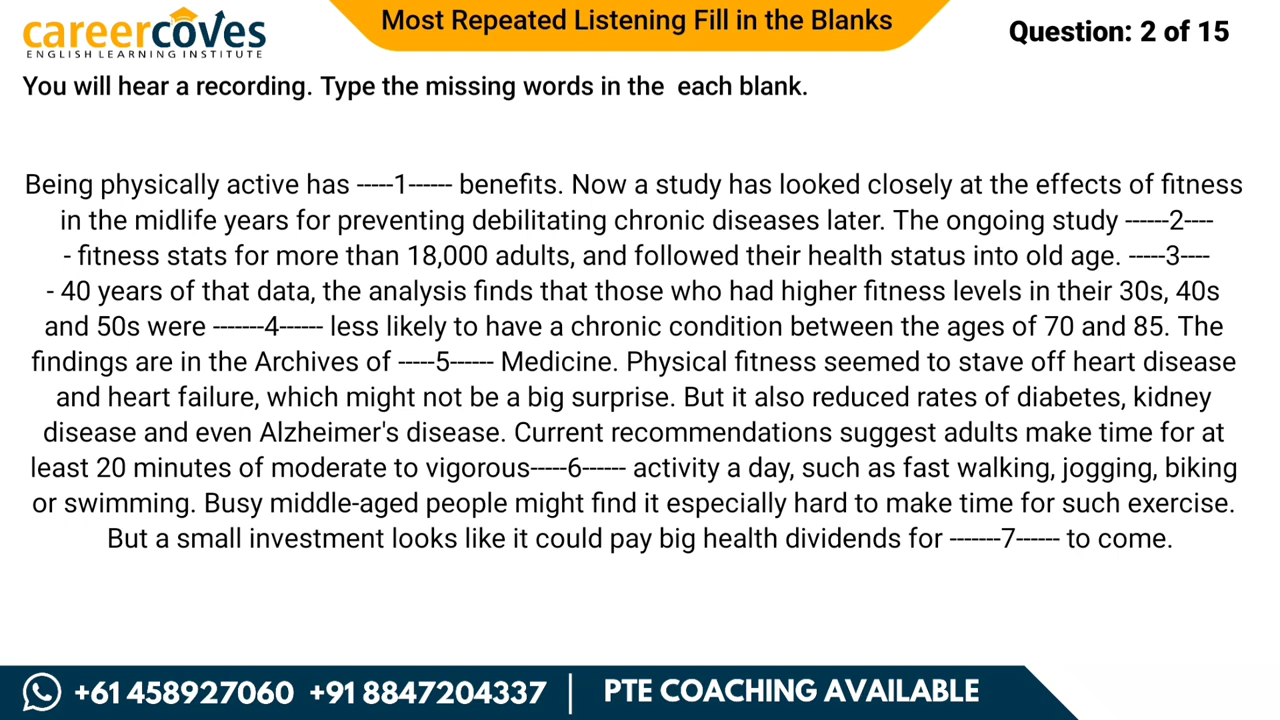 careercoves
ENGLISH LEARNING INSTITUTE
Most Repeated Listening Fill in the Blanks
Question: 2 of 15
You will hear a recording. Type the missing words in the  each blank.
Being physically active has -----1------ benefits. Now a study has looked closely at the effects of fitness
in the midlife years for preventing debilitating chronic diseases later. The ongoing study ------2----
- fitness stats for more than 18,000 adults, and followed their health status into old age. -----3----
- 40 years of that data, the analysis finds that those who had higher fitness levels in their 30s, 40s
and 50s were -------4------ less likely to have a chronic condition between the ages of 70 and 85. The
findings are in the Archives of -----5------ Medicine. Physical fitness seemed to stave off heart disease
and heart failure, which might not be a big surprise. But it also reduced rates of diabetes, kidney
disease and even Alzheimer's disease. Current recommendations suggest adults make time for at
least 20 minutes of moderate to vigorous-----6------ activity a day, such as fast walking, jogging, biking
or swimming. Busy middle-aged people might find it especially hard to make time for such exercise.
But a small investment looks like it could pay big health dividends for -------7------ to come.
+61 458927060 +91 8847204337 | PTE COACHING AVAILABLE